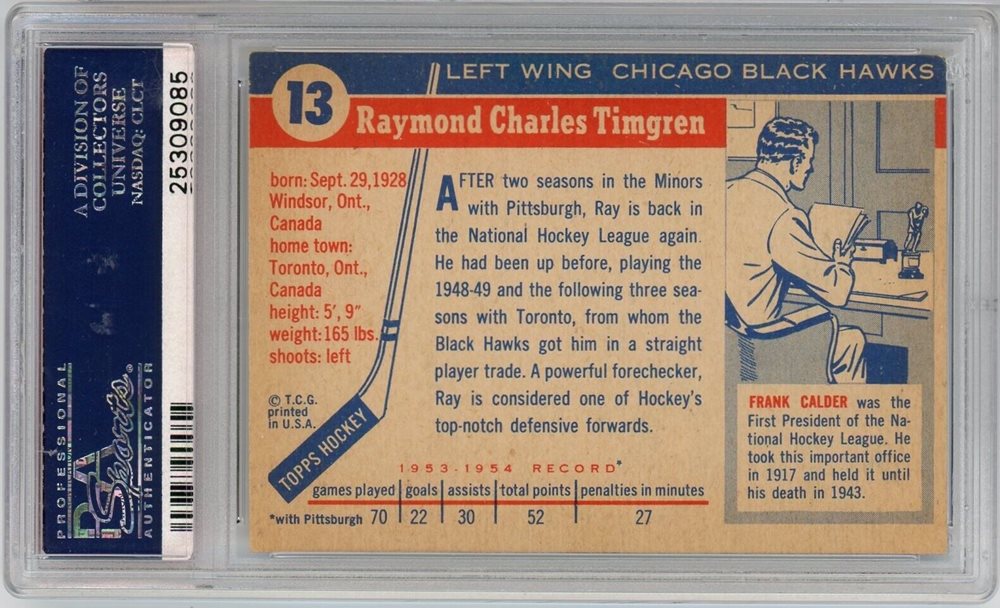 A DIVISION OF
COLLECTORS
UNIVERSE
NASDAQ: CLCT
25309085
PROFESSIONAL
PSA
Sports
AUTHENTICATOR
LEFT WING CHICAGO BLACK HAWKS
13
Raymond Charles Timgren
born: Sept. 29, 1928
Windsor, Ont.,
Canada
home town:
Toronto, Ont.,
Canada
height: 5', 9"
weight: 165 lbs.
shoots: left
© T.C.G.
printed
in U.S.A.
TOPPS HOCKEY
AFTER two seasons in the Minors
with Pittsburgh, Ray is back in
the National Hockey League again.
He had been up before, playing the
1948-49 and the following three sea-
sons with Toronto, from whom the
Black Hawks got him in a straight
player trade. A powerful forechecker,
Ray is considered one of Hockey's
top-notch defensive forwards.
1953-1954 RECORD*
games played goals assists total points penalties in minutes
*with Pittsburgh 70 22 30 52 27
FRANK CALDER was the
First President of the Na-
tional Hockey League. He
took this important office
in 1917 and held it until
his death in 1943.